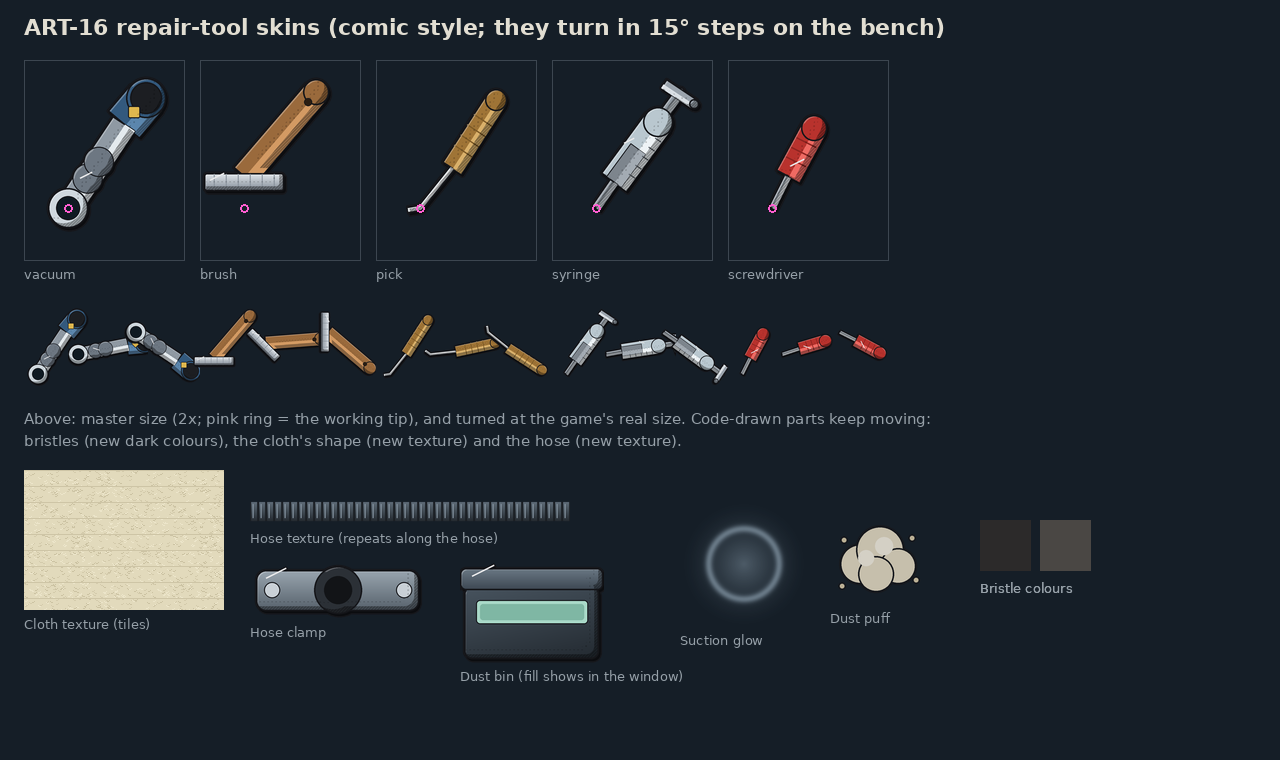 ART-16 repair-tool skins (comic style; they turn in 15° steps on the bench)
vacuum
brush
pick
syringe
screwdriver
Above: master size (2x; pink ring = the working tip), and turned at the game's real size. Code-drawn parts keep moving:
bristles (new dark colours), the cloth's shape (new texture) and the hose (new texture).
Hose texture (repeats along the hose)
Bristle colours
Dust puff
Cloth texture (tiles)
Hose clamp
Suction glow
Dust bin (fill shows in the window)